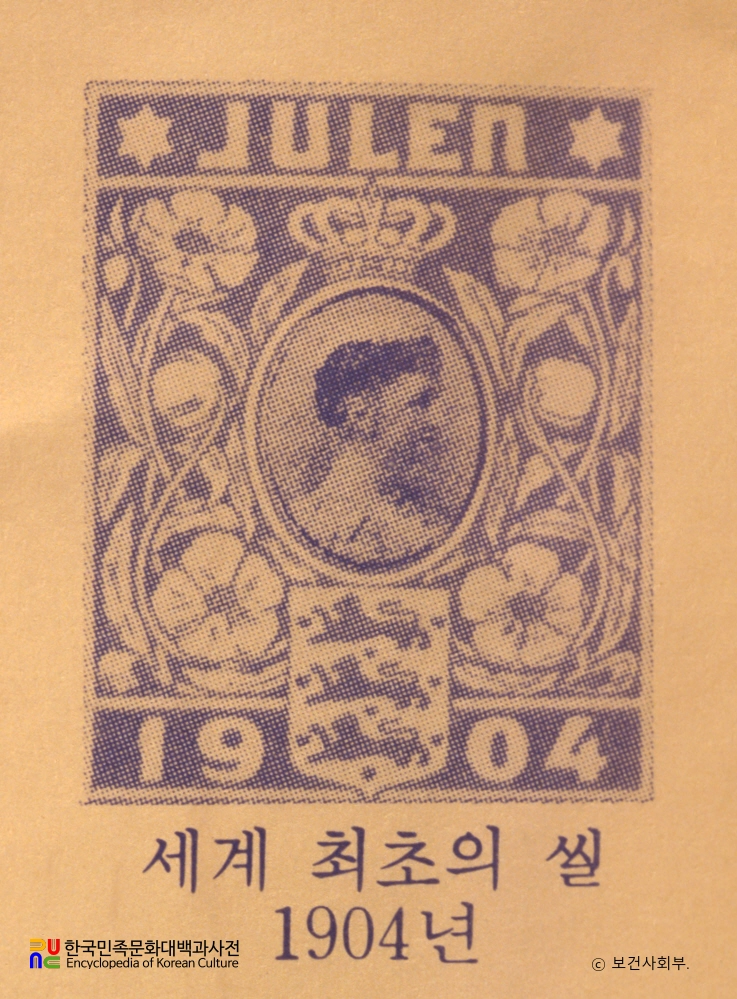 JULEN
1904
세계 최초의 씰
1904년
한국민족문화대백과사전
Encyclopedia of Korean Culture
© 보건사회부.